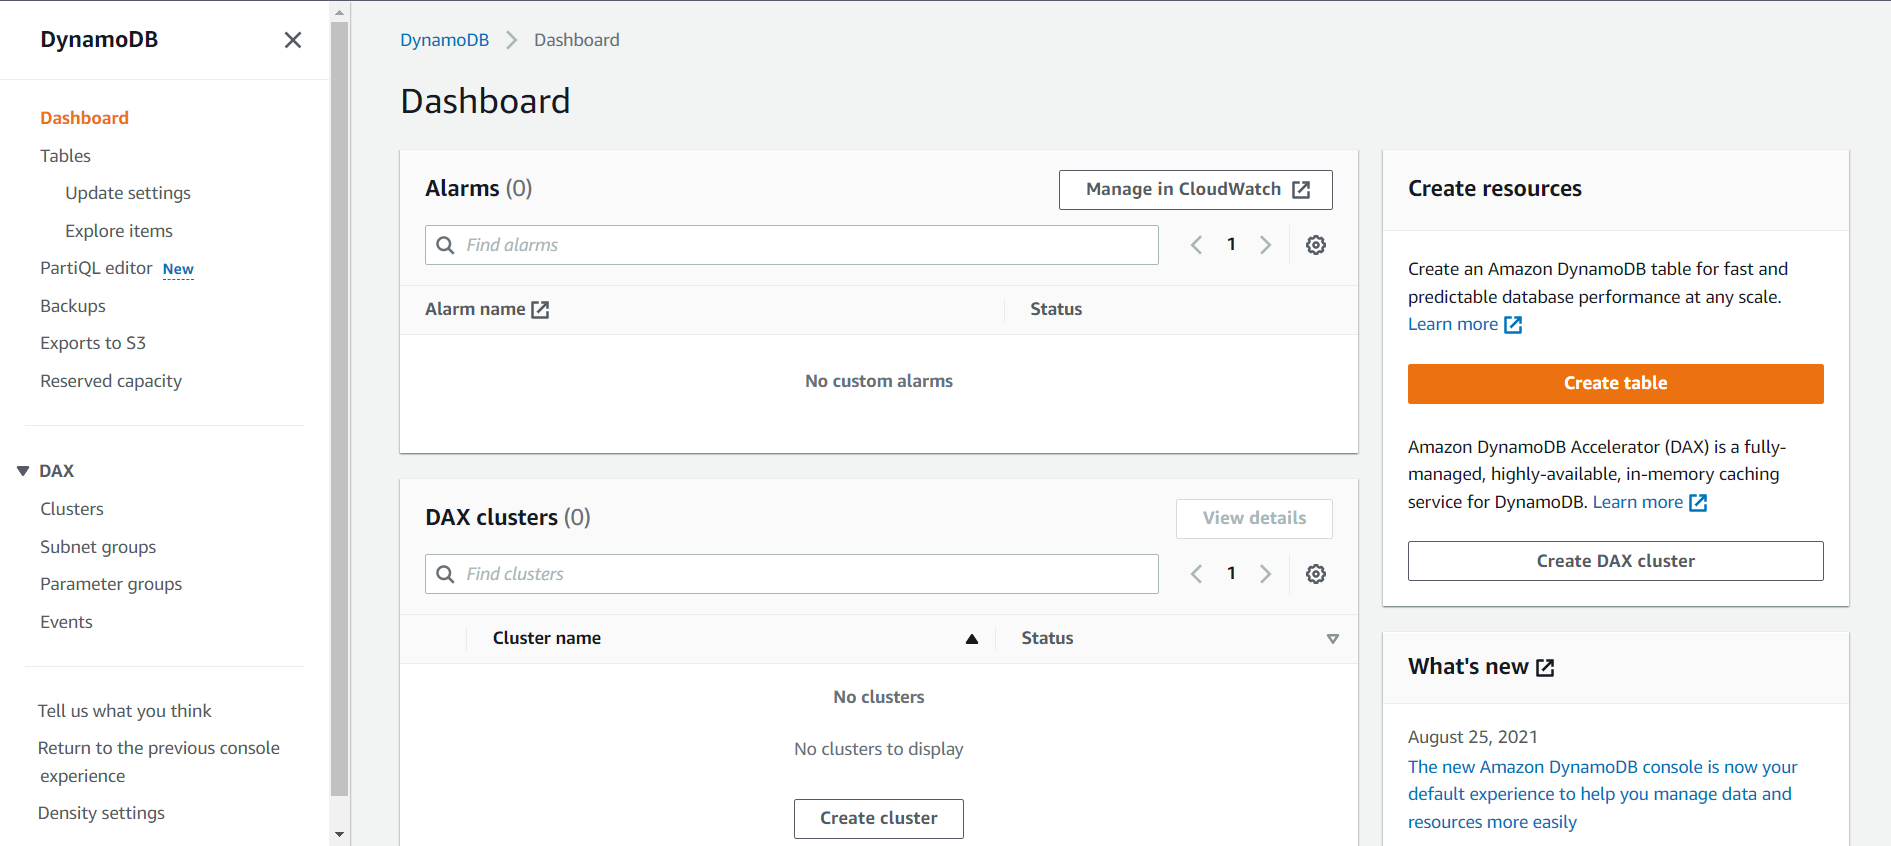 DynamoDB
Dashboard
Tables
Update settings
Explore items
PartiQL editor New
Backups
Exports to S3
Reserved capacity
DAX
Clusters
Subnet groups
Parameter groups
Events
Tell us what you think
Return to the previous console
experience
Density settings
DynamoDB Dashboard
Dashboard
Alarms (0)
Manage in CloudWatch
Find alarms
1
Alarm name
Status
No custom alarms
DAX clusters (0)
View details
Find clusters
1
Cluster name
Status
No clusters
No clusters to display
Create cluster
Create resources
Create an Amazon DynamoDB table for fast and
predictable database performance at any scale.
Learn more
Create table
Amazon DynamoDB Accelerator (DAX) is a fully-
managed, highly-available, in-memory caching
service for DynamoDB. Learn more
Create DAX cluster
What's new
August 25, 2021
The new Amazon DynamoDB console is now your
default experience to help you manage data and
resources more easily